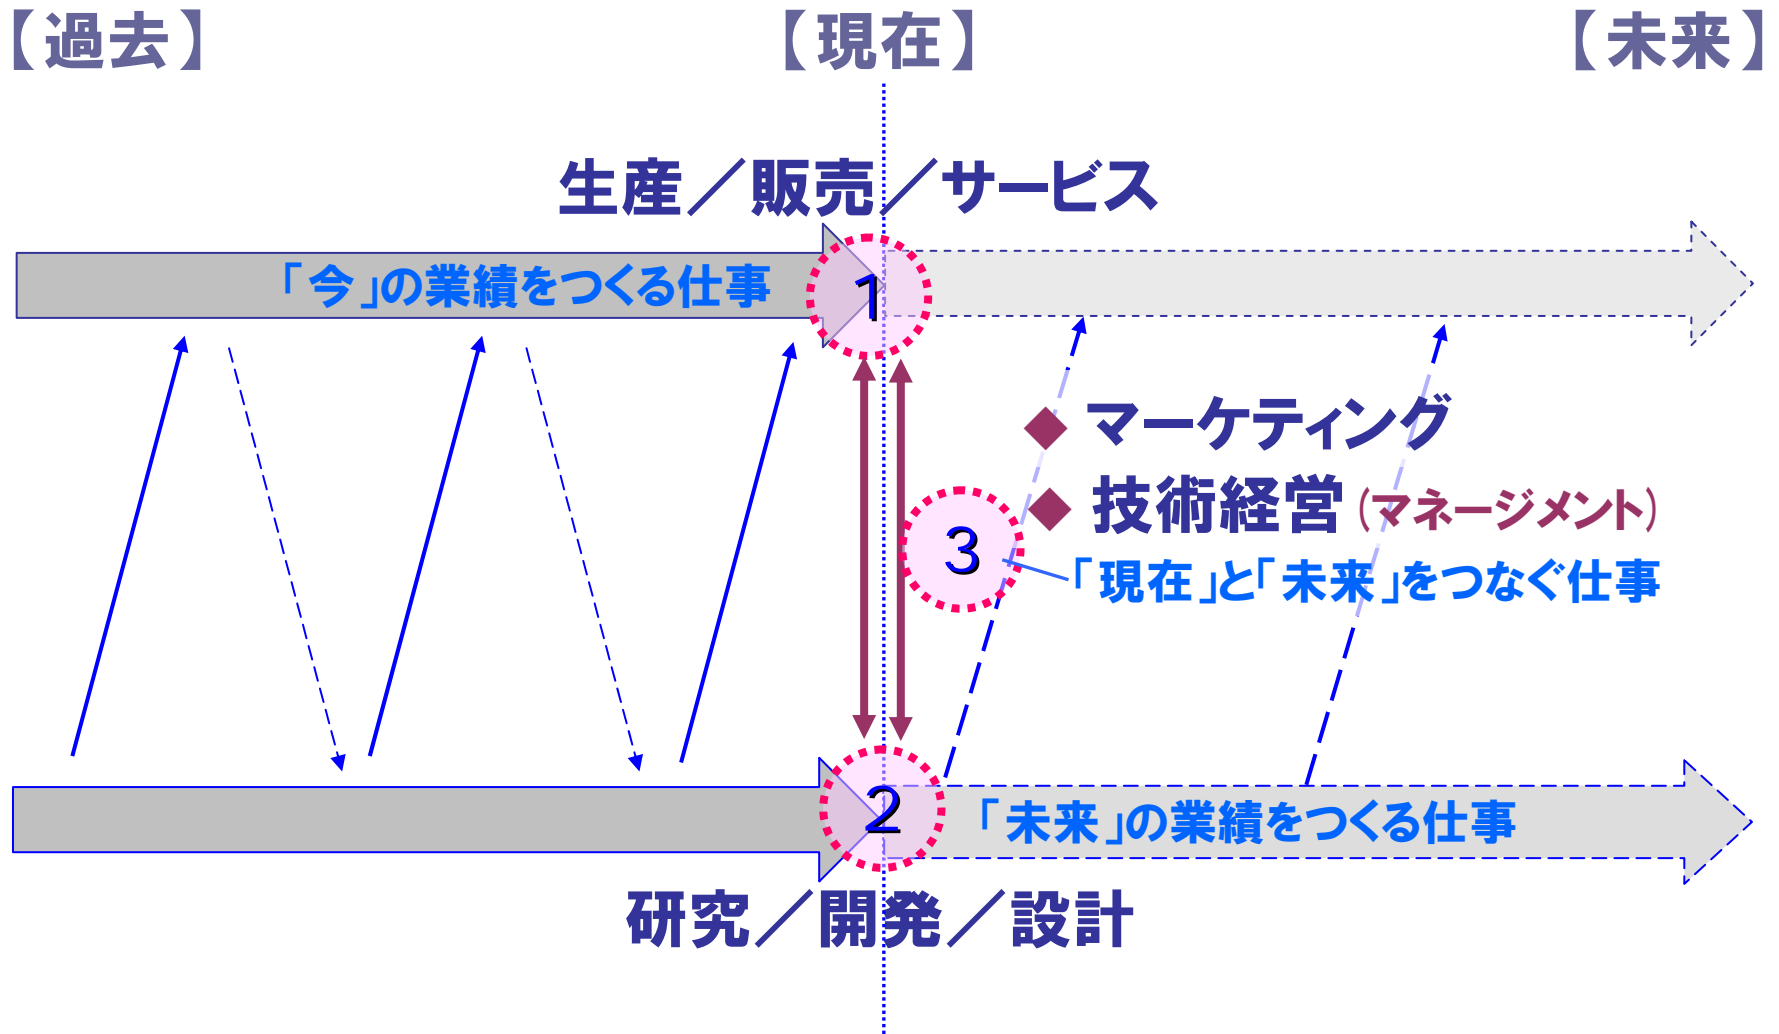 【過去】 【現在】 【未来】
生産／販売／サービス
「今」の業績をつくる仕事
1
◆ マーケティング
◆ 技術経営（マネージメント）
3
「現在」と「未来」をつなぐ仕事
2
「未来」の業績をつくる仕事
研究／開発／設計